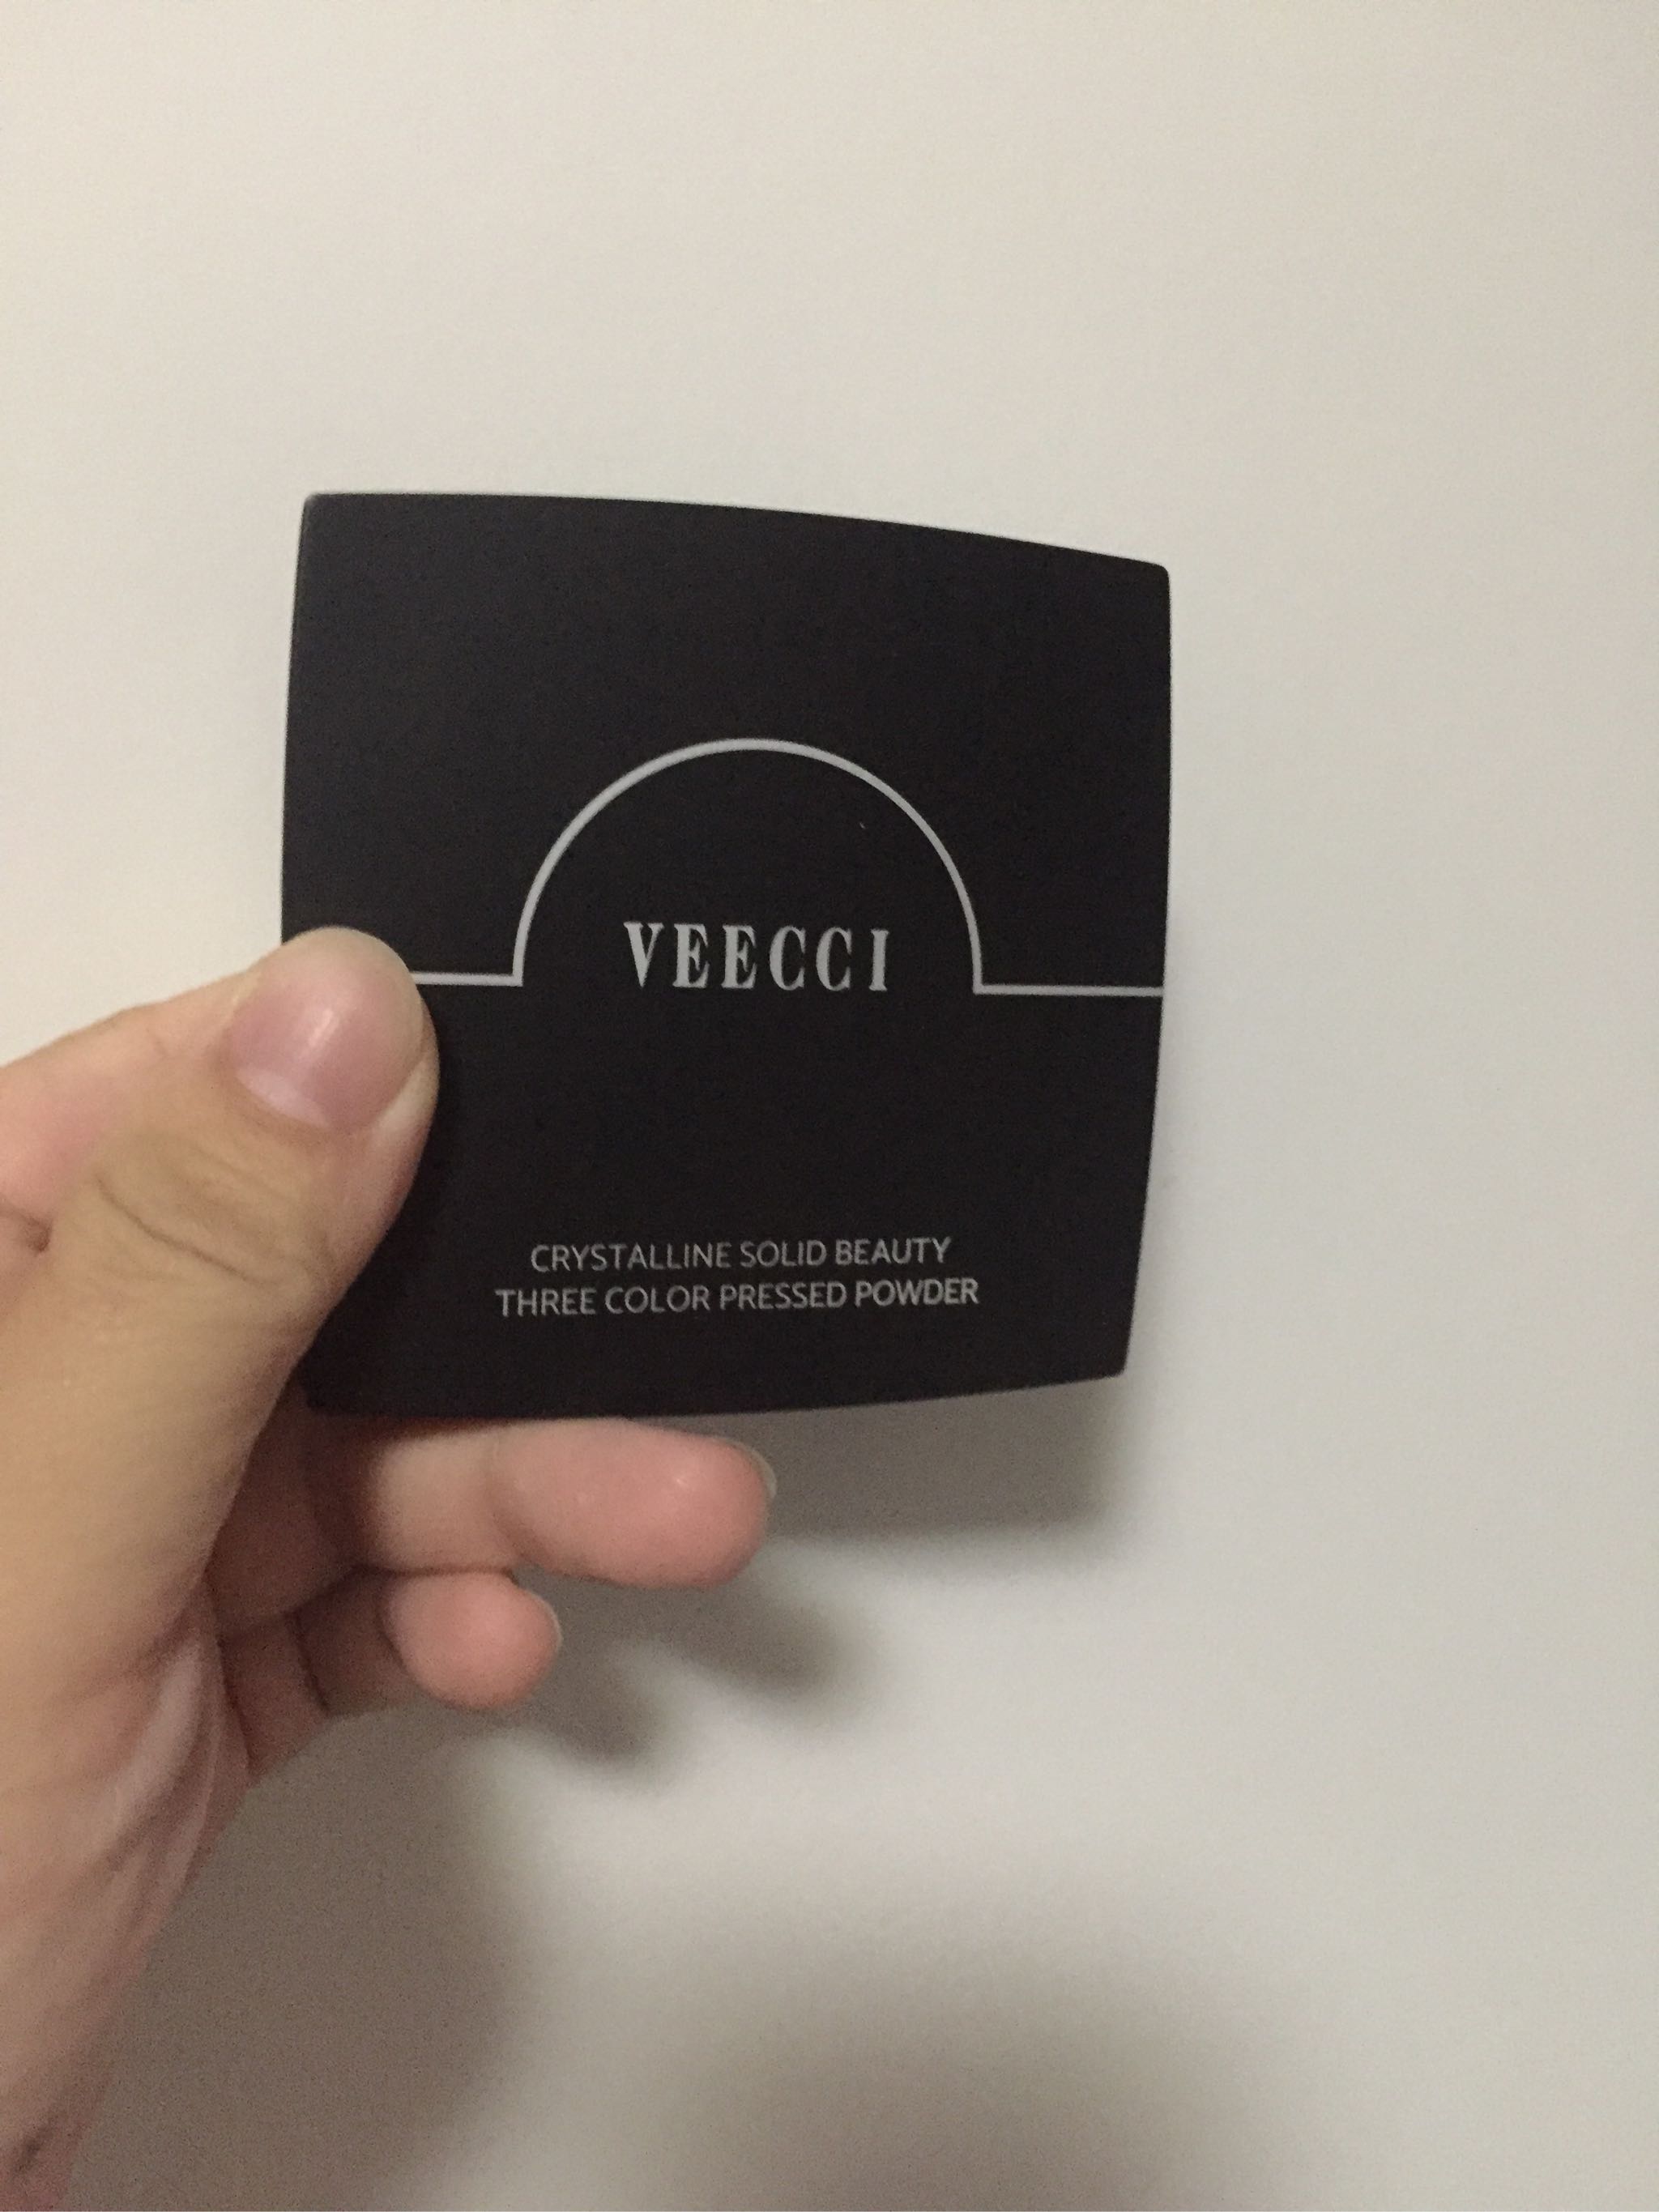 VEECCI
CRYSTALLINE SOLID BEAUTY
THREE COLOR PRESSED POWDER